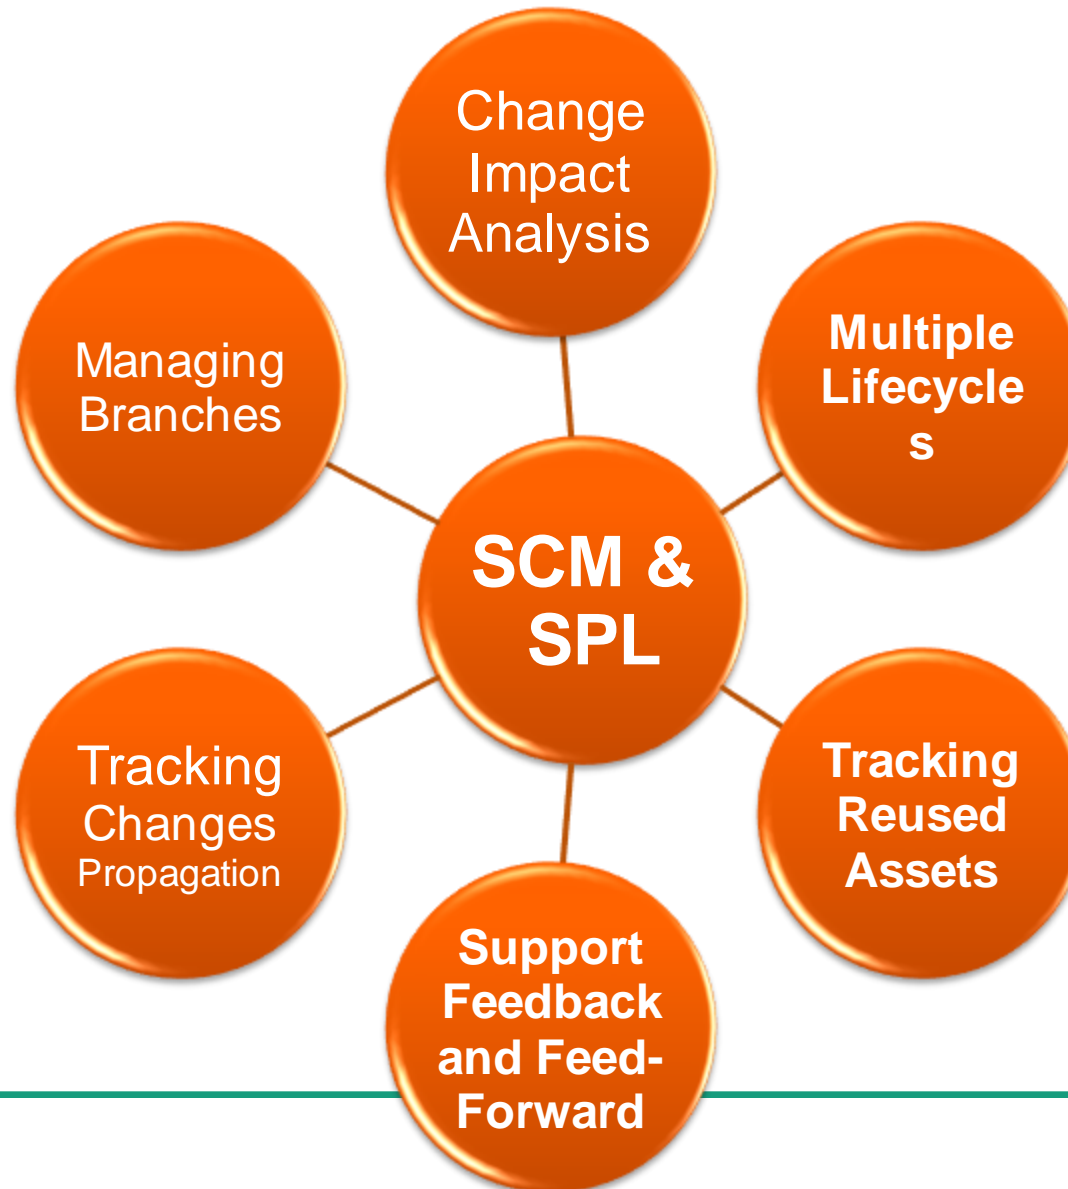 Change
Impact
Analysis
Multiple
Lifecycle
s
Managing
Branches
SCM &
SPL
Tracking
Changes
Propagation
Tracking
Reused
Assets
Support
Feedback
and Feed-
Forward